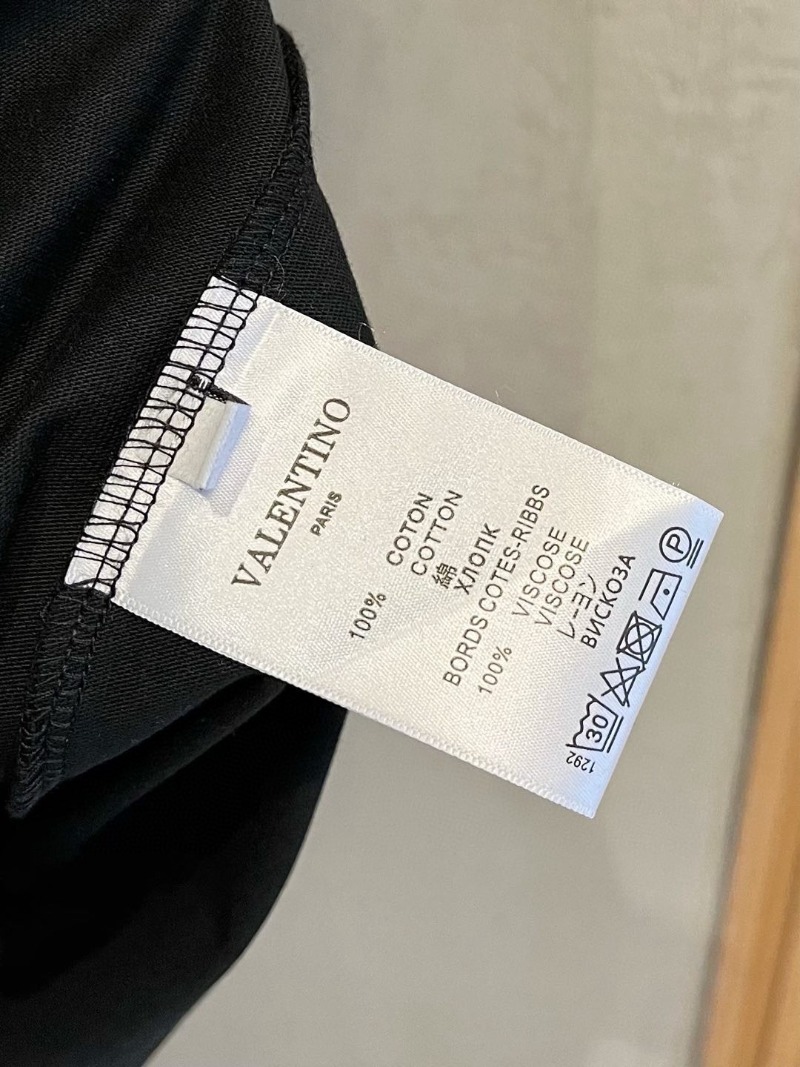 VALENTINO
PARIS
100% COTON
COTTON
綿
ХЛОПК
BORDS COTES-RIBBS
100% VISCOSE
VISCOSE
レーヨン
ВИСКОЗА
30
P
1292